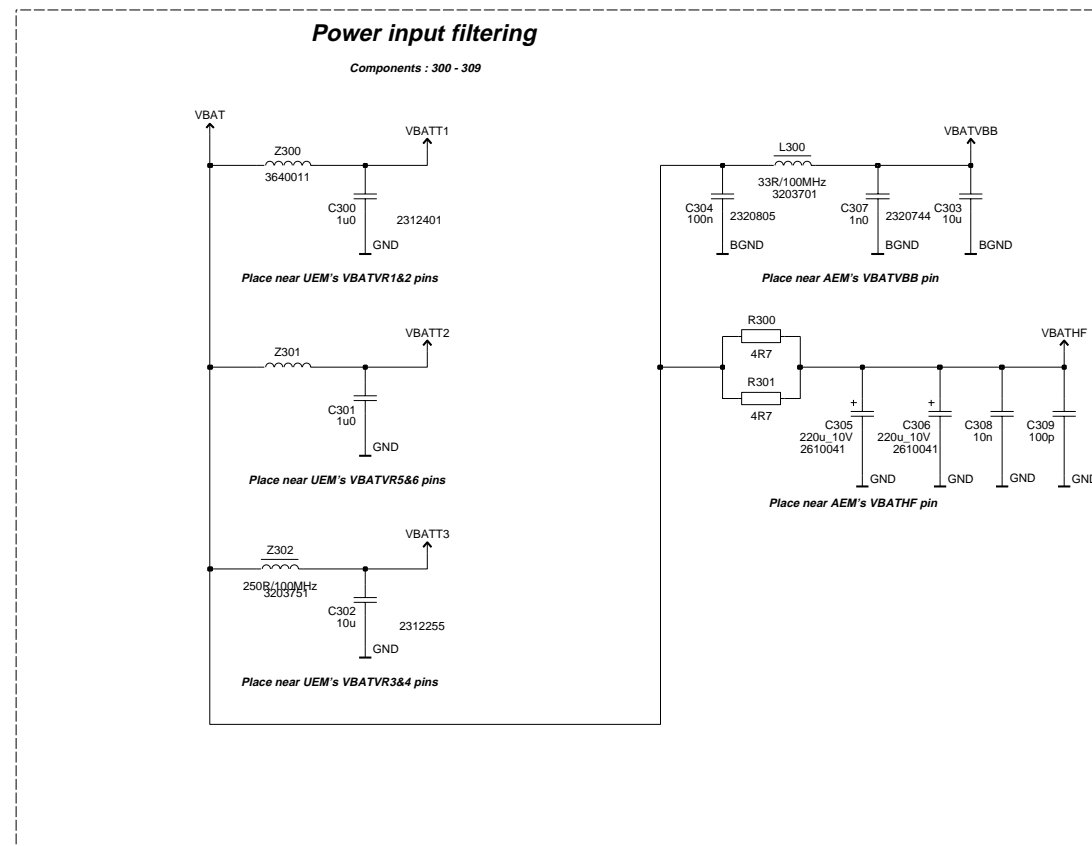 Power input filtering
Components : 300 - 309
VBAT
VBATT1
Z300
3640011
C300
1u0
2312401
GND
Place near UEM's VBATVR1&2 pins
VBATT2
Z301
C301
1u0
GND
Place near UEM's VBATVR5&6 pins
VBATT3
Z302
250R/100MHz
3203751
C302
10u
2312255
GND
Place near UEM's VBATVR3&4 pins
VBATVBB
L300
33R/100MHz
3203701
C304
100n
2320805
BGND
C307
1n0
2320744
BGND
C303
10u
BGND
Place near AEM's VBATVBB pin
R300
4R7
R301
4R7
VBATHF
+
C305
220u_10V
2610041
GND
+
C306
220u_10V
2610041
GND
C308
10n
GND
C309
100p
GND
Place near AEM's VBATHF pin